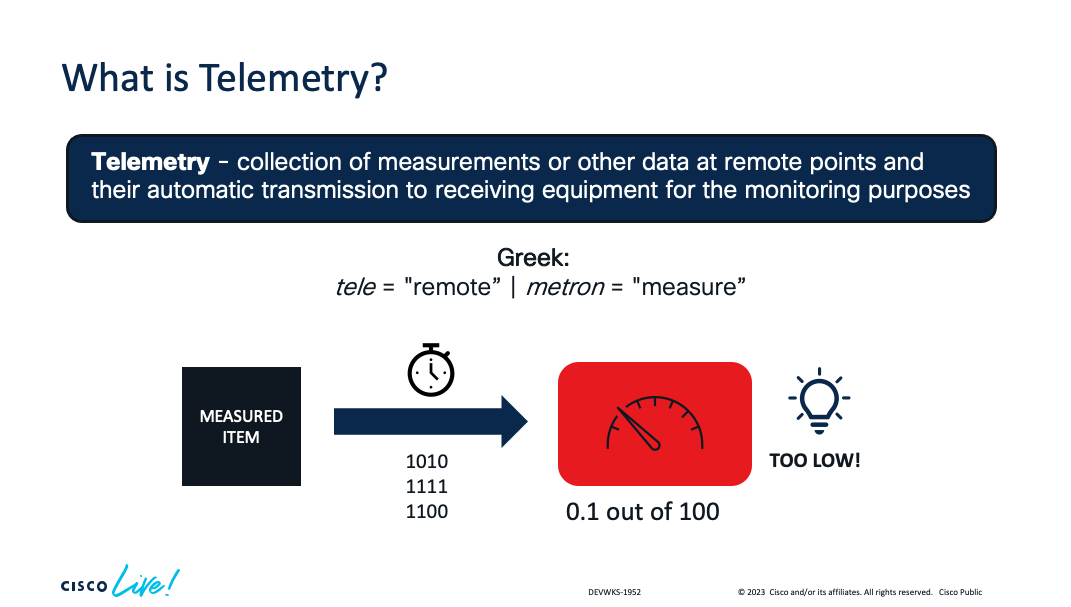 What is Telemetry?
Telemetry – collection of measurements or other data at remote points and
their automatic transmission to receiving equipment for the monitoring purposes
Greek:
tele = "remote” | metron = "measure”
MEASURED
ITEM
1010
1111
1100
TOO LOW!
0.1 out of 100
CISCO Live!
DEVWKS-1952
© 2023 Cisco and/or its affiliates. All rights reserved. Cisco Public